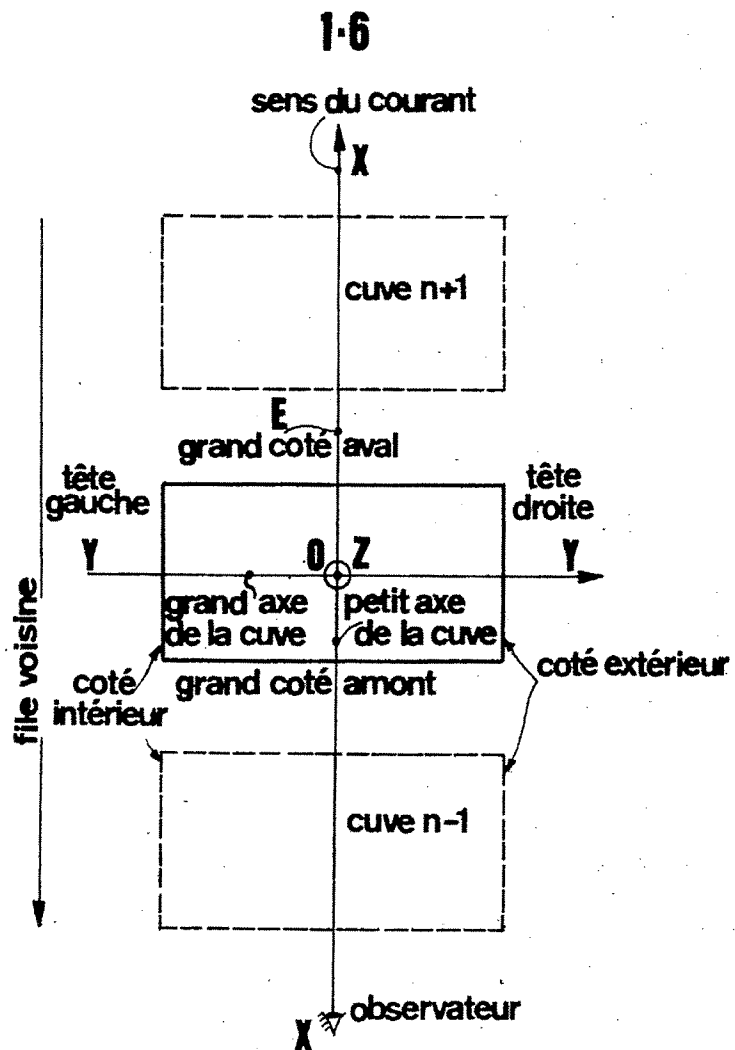 1·6
sens du courant
X
cuve n+1
E
grand coté aval
tête
gauche
tête
droite
Y
O Z
Y
grand axe
de la cuve
petit axe
de la cuve
coté
intérieur
grand coté amont
coté extérieur
file voisine
cuve n-1
observateur
X